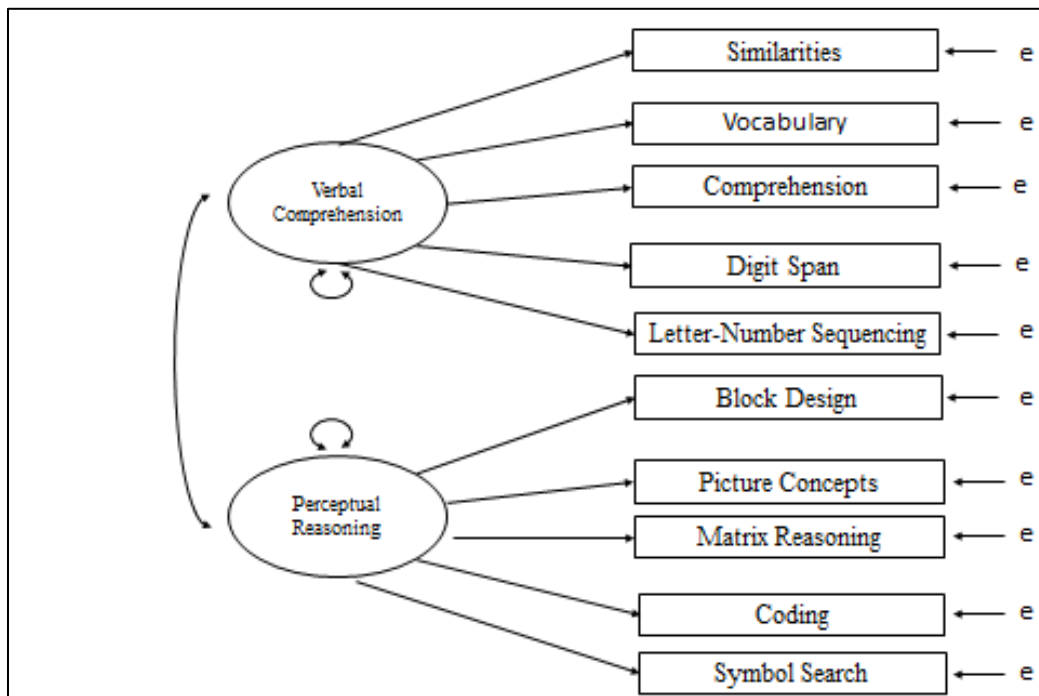 Similarities e
Vocabulary e
Verbal
Comprehension
Comprehension e
Digit Span e
Letter-Number Sequencing e
Block Design e
Picture Concepts e
Perceptual
Reasoning
Matrix Reasoning e
Coding e
Symbol Search e